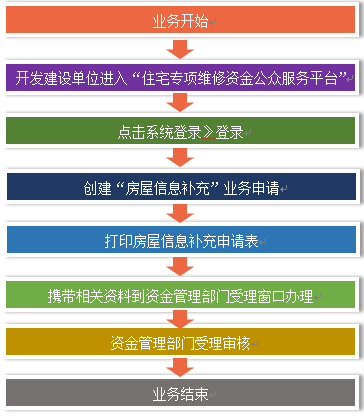 业务开始
开发建设单位进入“住宅专项维修资金公众服务平台”
点击系统登录》登录
创建“房屋信息补充”业务申请
打印房屋信息补充申请表
携带相关资料到资金管理部门受理窗口办理
资金管理部门受理审核
业务结束